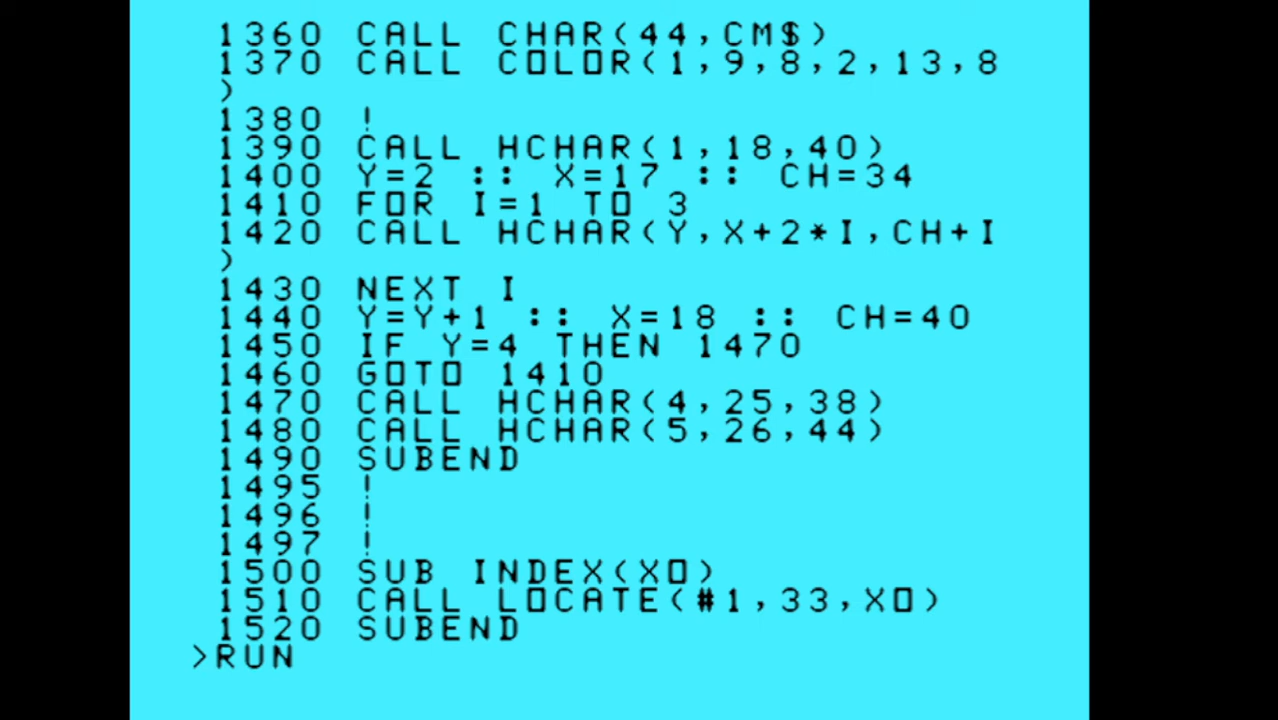 1360 CALL CHAR(44,CM$)
1370 CALL COLOR(1,9,8,2,13,8
)
1380 !
1390 CALL HCHAR(1,18,40)
1400 Y=2 :: X=17 :: CH=34
1410 FOR I=1 TO 3
1420 CALL HCHAR(Y,X+2*I,CH+I
)
1430 NEXT I
1440 Y=Y+1 :: X=18 :: CH=40
1450 IF Y=4 THEN 1470
1460 GOTO 1410
1470 CALL HCHAR(4,25,38)
1480 CALL HCHAR(5,26,44)
1490 SUBEND
1495 !
1496 !
1497 !
1500 SUB INDEX(XO)
1510 CALL LOCATE(#1,33,XO)
1520 SUBEND
>RUN